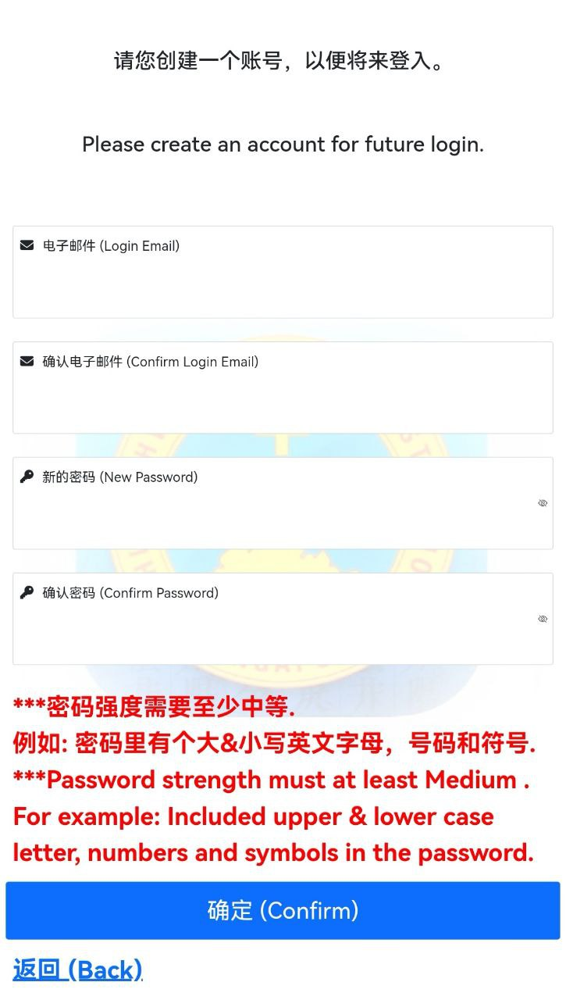 请您创建一个账号，以便将来登入。
Please create an account for future login.
电子邮件 (Login Email)
确认电子邮件 (Confirm Login Email)
新的密码 (New Password)
确认密码 (Confirm Password)
***密码强度需要至少中等.
例如: 密码里有个大&小写英文字母，号码和符号.
***Password strength must at least Medium .
For example: Included upper & lower case
letter, numbers and symbols in the password.
确定 (Confirm)
返回 (Back)